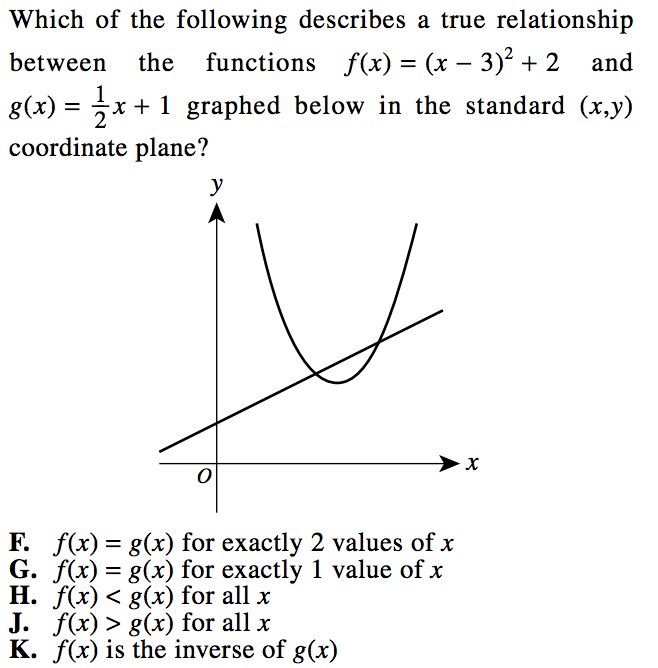 Which of the following describes a true relationship
between the functions f(x) = (x − 3)² + 2 and
g(x) = 1/2 x + 1 graphed below in the standard (x,y)
coordinate plane?
y
x
O
F. f(x) = g(x) for exactly 2 values of x
G. f(x) = g(x) for exactly 1 value of x
H. f(x) < g(x) for all x
J. f(x) > g(x) for all x
K. f(x) is the inverse of g(x)